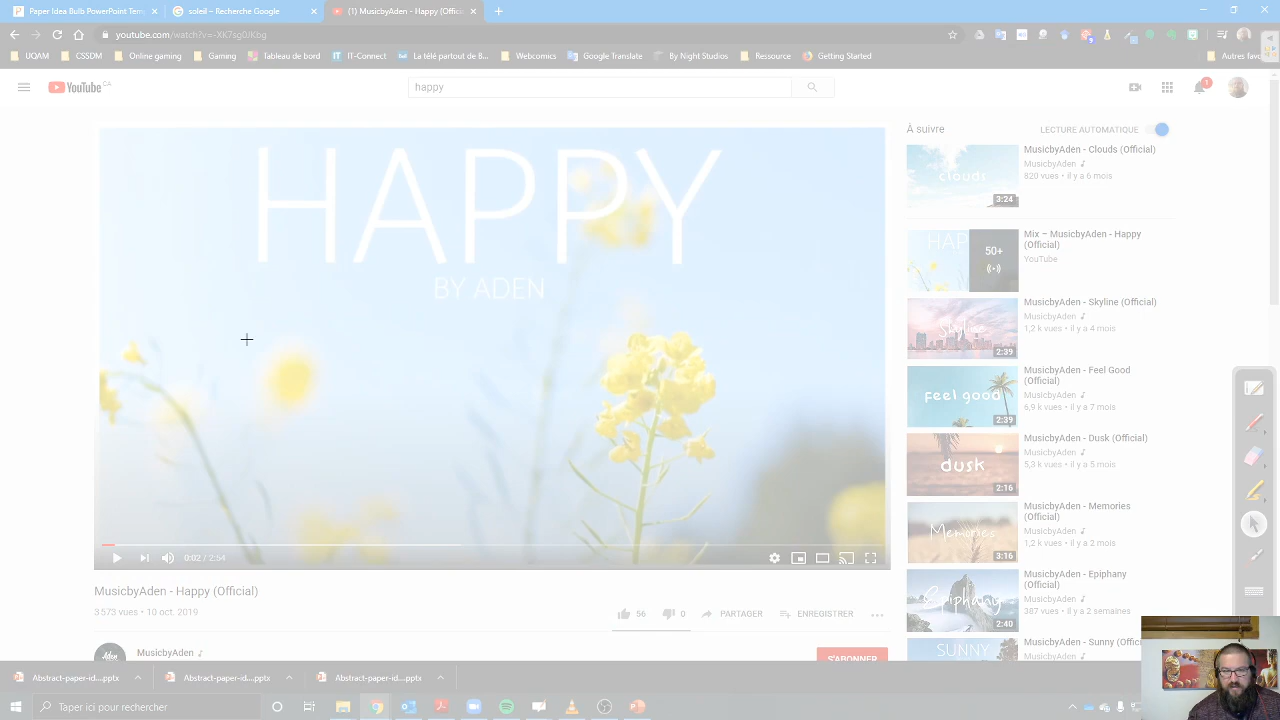 Paper Idea Bulb PowerPoint Temp
soleil – Recherche Google
(1) MusicbyAden - Happy (Offic
youtube.com/watch?v=-XK7sg0JK6g
UQAM
CSSDM
Online gaming
Gaming
Tableau de bord
IT-Connect
La télé partout de B...
Webcomics
Google Translate
By Night Studios
Ressource
Getting Started
Autres favo
YouTube CA
happy
1
HAPPY
BY ADEN
0:02 / 2:54
MusicbyAden - Happy (Official)
3 573 vues • 10 oct. 2019
56
0
PARTAGER
ENREGISTRER
MusicbyAden
S'ABONNER
À suivre
LECTURE AUTOMATIQUE
clouds
3:24
MusicbyAden - Clouds (Official)
MusicbyAden
820 vues • il y a 6 mois
HAP
50+
Mix – MusicbyAden - Happy
(Official)
YouTube
Skyline
2:39
MusicbyAden - Skyline (Official)
MusicbyAden
1,2 k vues • il y a 4 mois
feel good
2:39
MusicbyAden - Feel Good
(Official)
MusicbyAden
6,9 k vues • il y a 7 mois
dusk
2:16
MusicbyAden - Dusk (Official)
MusicbyAden
5,3 k vues • il y a 5 mois
Memories
3:16
MusicbyAden - Memories
(Official)
MusicbyAden
1,2 k vues • il y a 2 mois
Epiphany
2:40
MusicbyAden - Epiphany
(Official)
MusicbyAden
387 vues • il y a 2 semaines
SUNNY
MusicbyAden - Sunny (Offic
MusicbyAden
Abstract-paper-id....pptx
Abstract-paper-id....pptx
Abstract-paper-id....pptx
Taper ici pour rechercher